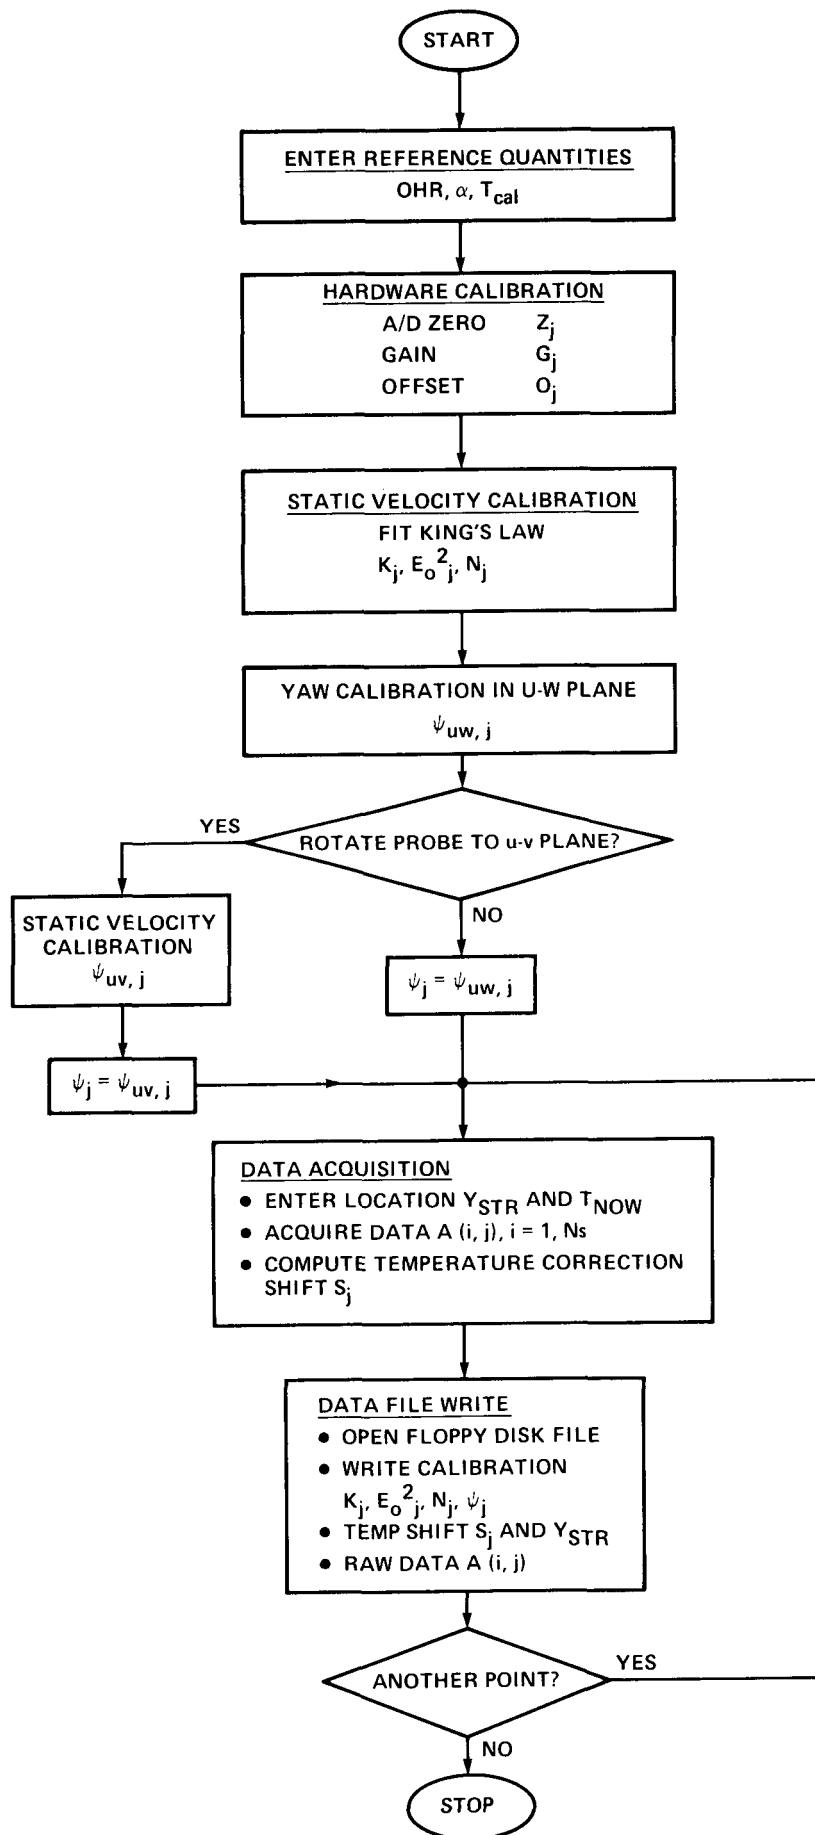 START
ENTER REFERENCE QUANTITIES
OHR, α, T_cal
HARDWARE CALIBRATION
A/D ZERO Z_j
GAIN G_j
OFFSET O_j
STATIC VELOCITY CALIBRATION
FIT KING'S LAW
K_j, E_o²_j, N_j
YAW CALIBRATION IN U-W PLANE
ψ_uw, j
ROTATE PROBE TO u-v PLANE?
YES
NO
STATIC VELOCITY
CALIBRATION
ψ_uv, j
ψ_j = ψ_uw, j
ψ_j = ψ_uv, j
DATA ACQUISITION
• ENTER LOCATION Y_STR AND T_NOW
• ACQUIRE DATA A (i, j), i = 1, Ns
• COMPUTE TEMPERATURE CORRECTION
SHIFT S_j
DATA FILE WRITE
• OPEN FLOPPY DISK FILE
• WRITE CALIBRATION
K_j, E_o²_j, N_j, ψ_j
• TEMP SHIFT S_j AND Y_STR
• RAW DATA A (i, j)
ANOTHER POINT?
YES
NO
STOP